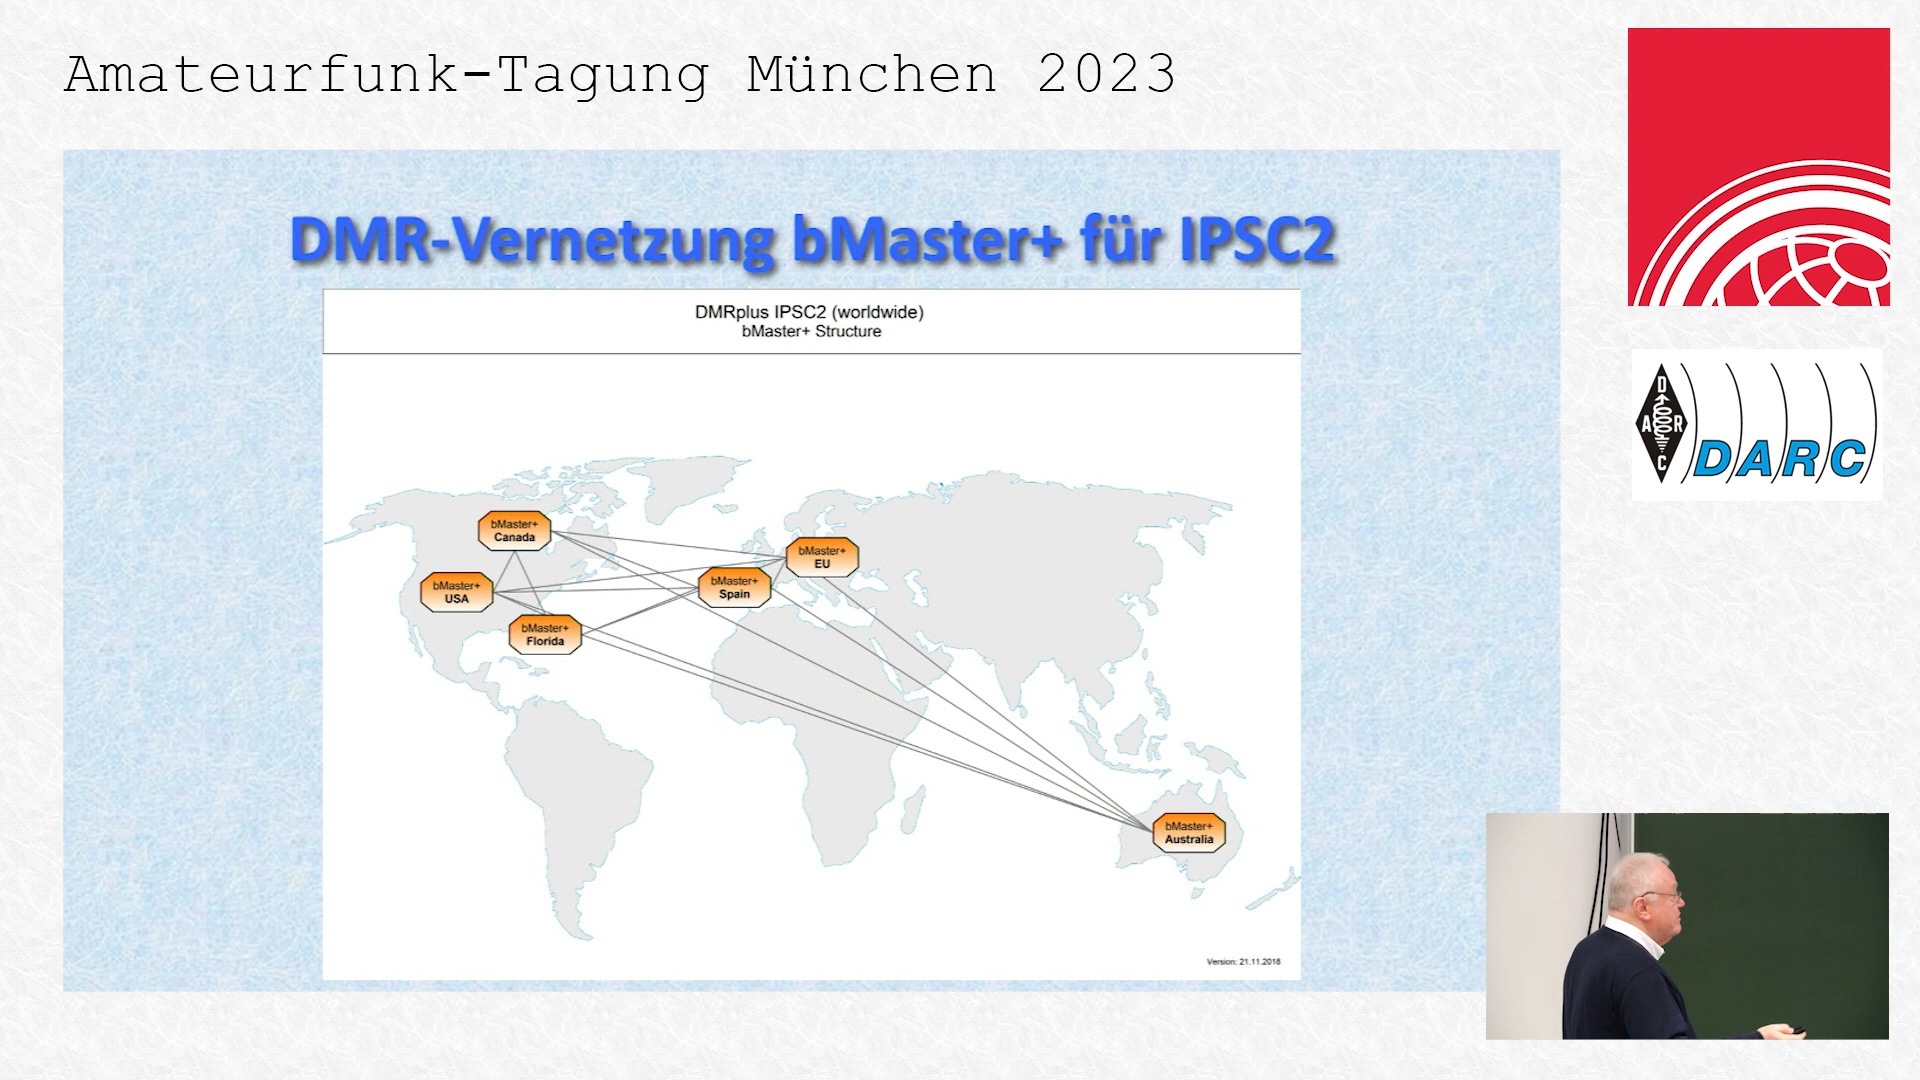 Amateurfunk-Tagung München 2023
DMR-Vernetzung bMaster+ für IPSC2
DMRplus IPSC2 (worldwide)
bMaster+ Structure
bMaster+
Canada
bMaster+
EU
bMaster+
USA
bMaster+
Spain
bMaster+
Florida
bMaster+
Australia
Version: 21.11.2018
D
A R
C
DARC